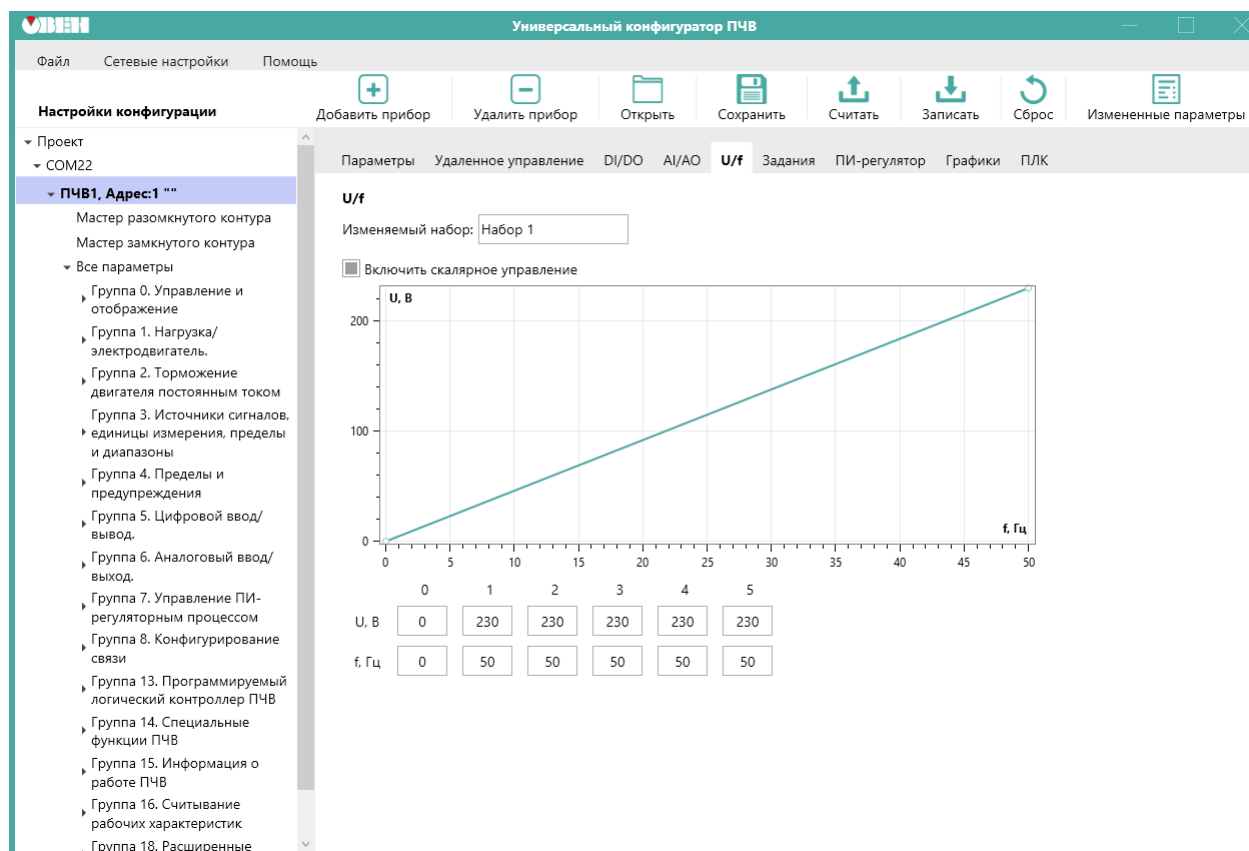 ОВЕН
Универсальный конфигуратор ПЧВ
Файл Сетевые настройки Помощь
Настройки конфигурации
Добавить прибор Удалить прибор Открыть Сохранить Считать Записать Сброс Измененные параметры
Проект
COM22
ПЧВ1, Адрес:1 ""
Мастер разомкнутого контура
Мастер замкнутого контура
Все параметры
Группа 0. Управление и
отображение
Группа 1. Нагрузка/
электродвигатель.
Группа 2. Торможение
двигателя постоянным током
Группа 3. Источники сигналов,
единицы измерения, пределы
и диапазоны
Группа 4. Пределы и
предупреждения
Группа 5. Цифровой ввод/
вывод.
Группа 6. Аналоговый ввод/
выход.
Группа 7. Управление ПИ-
регуляторным процессом
Группа 8. Конфигурирование
связи
Группа 13. Программируемый
логический контроллер ПЧВ
Группа 14. Специальные
функции ПЧВ
Группа 15. Информация о
работе ПЧВ
Группа 16. Считывание
рабочих характеристик
Группа 18. Расширенные
Параметры Удаленное управление DI/DO AI/AO U/f Задания ПИ-регулятор Графики ПЛК
U/f
Изменяемый набор: Набор 1
Включить скалярное управление
U, В
200
100
0
f, Гц
0 5 10 15 20 25 30 35 40 45 50
0 1 2 3 4 5
U, В 0 230 230 230 230 230
f, Гц 0 50 50 50 50 50